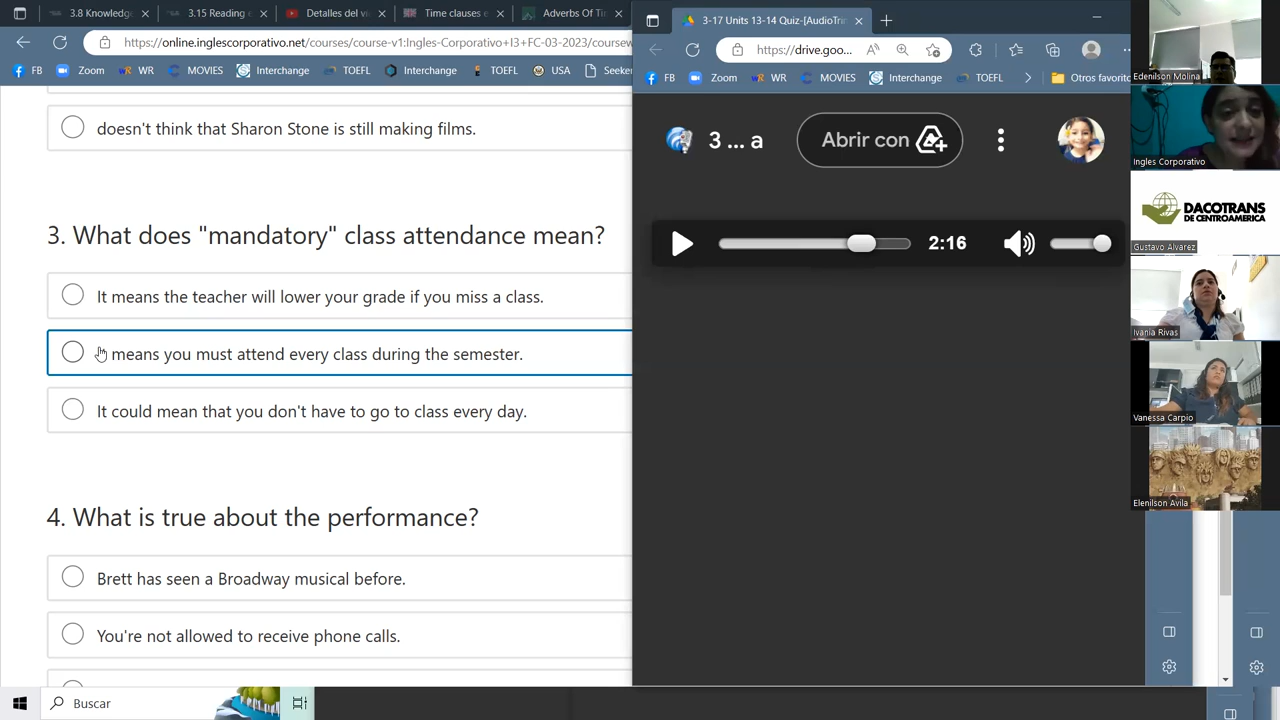 3.8 Knowledg
3.15 Reading e
Detalles del vi
Time clauses e
Adverbs Of Ti
https://online.inglescorporativo.net/courses/course-v1:Ingles-Corporativo+I3+FC-03-2023/coursew
FB
Zoom
WR
MOVIES
Interchange
TOEFL
Interchange
TOEFL
USA
Seeker
doesn't think that Sharon Stone is still making films.
3. What does "mandatory" class attendance mean?
It means the teacher will lower your grade if you miss a class.
means you must attend every class during the semester.
It could mean that you don't have to go to class every day.
4. What is true about the performance?
Brett has seen a Broadway musical before.
You're not allowed to receive phone calls.
Buscar
3-17 Units 13-14 Quiz-[AudioTrir
https://drive.goo...
FB
Zoom
WR
MOVIES
Interchange
TOEFL
Otros favorito
3 ... a
Abrir con
2:16
Edenilson Molina
Ingles Corporativo
DACOTRANS
DE CENTROAMERICA
Gustavo Alvarez
Ivania Rivas
Vanessa Carpio
Elenilson Avila